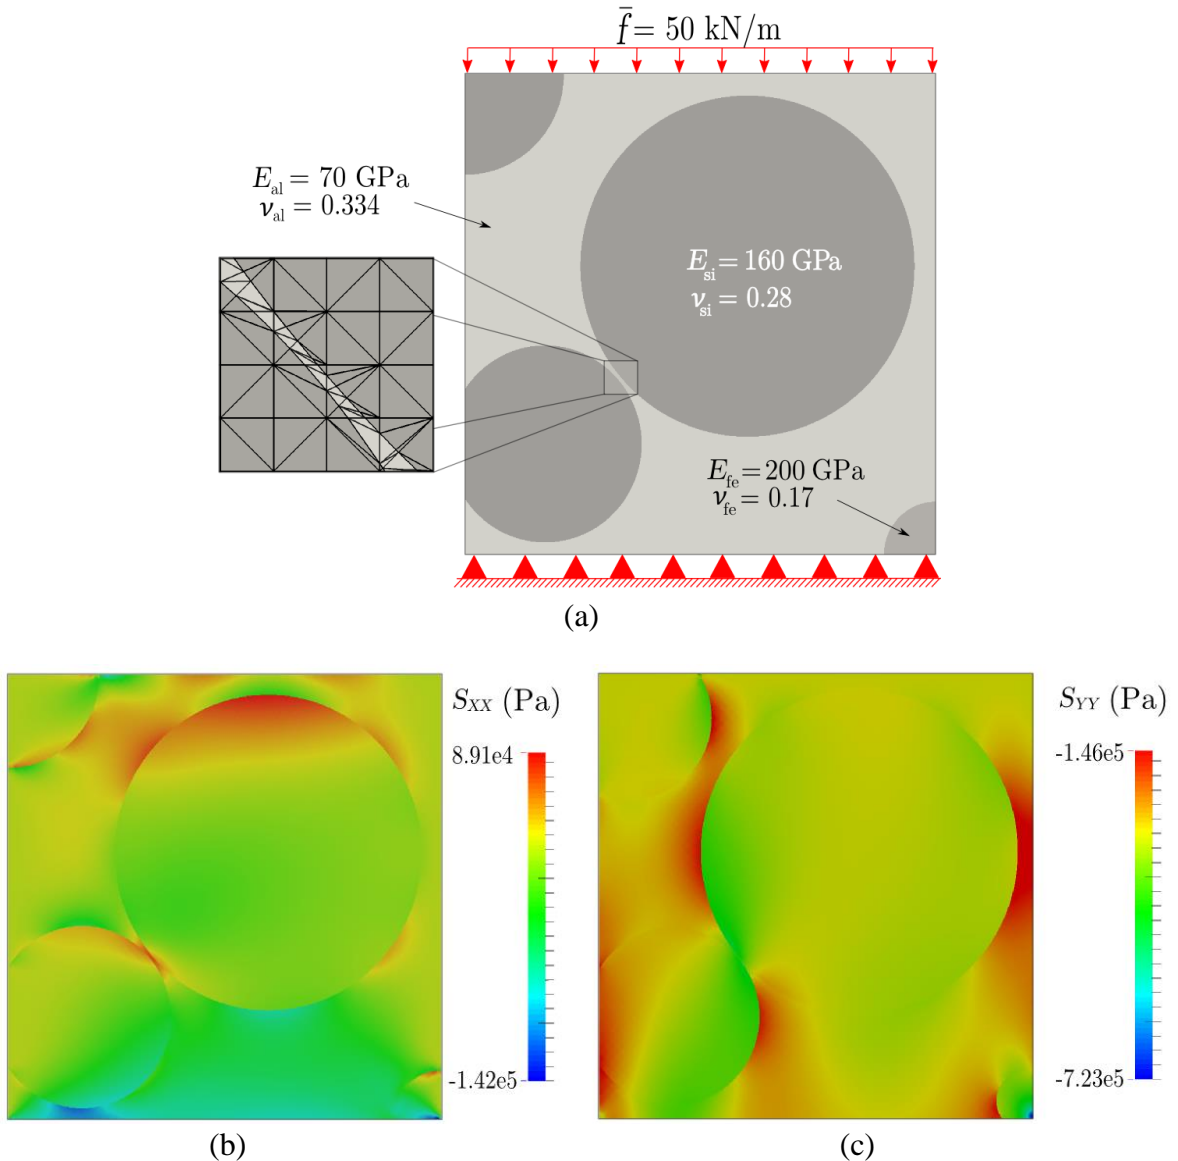 f̄ = 50 kN/m
E_al = 70 GPa
ν_al = 0.334
E_si = 160 GPa
ν_si = 0.28
E_fe = 200 GPa
ν_fe = 0.17
(a)
S_XX (Pa)
8.91e4
-1.42e5
S_YY (Pa)
-1.46e5
-7.23e5
(b)
(c)